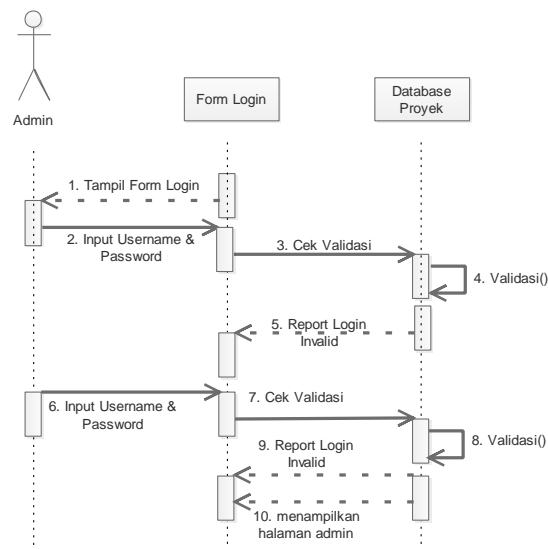 Admin
Form Login
Database
Proyek
1. Tampil Form Login
2. Input Username &
Password
3. Cek Validasi
4. Validasi()
5. Report Login
Invalid
6. Input Username &
Password
7. Cek Validasi
8. Validasi()
9. Report Login
Invalid
10. menampilkan
halaman admin